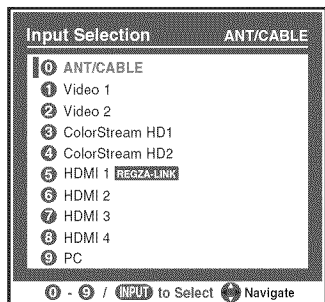 Input Selection ANT/CABLE
0 ANT/CABLE
1 Video 1
2 Video 2
3 ColorStream HD1
4 ColorStream HD2
5 HDMI 1 REGZA-LINK
6 HDMI 2
7 HDMI 3
8 HDMI 4
9 PC
0 - 9 / INPUT to Select Navigate